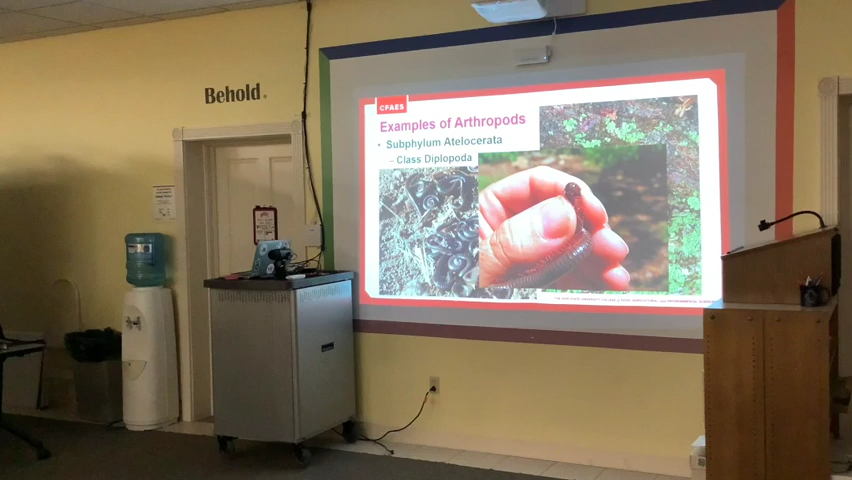 Behold.
CFAES
Examples of Arthropods
• Subphylum Atelocerata
– Class Diplopoda